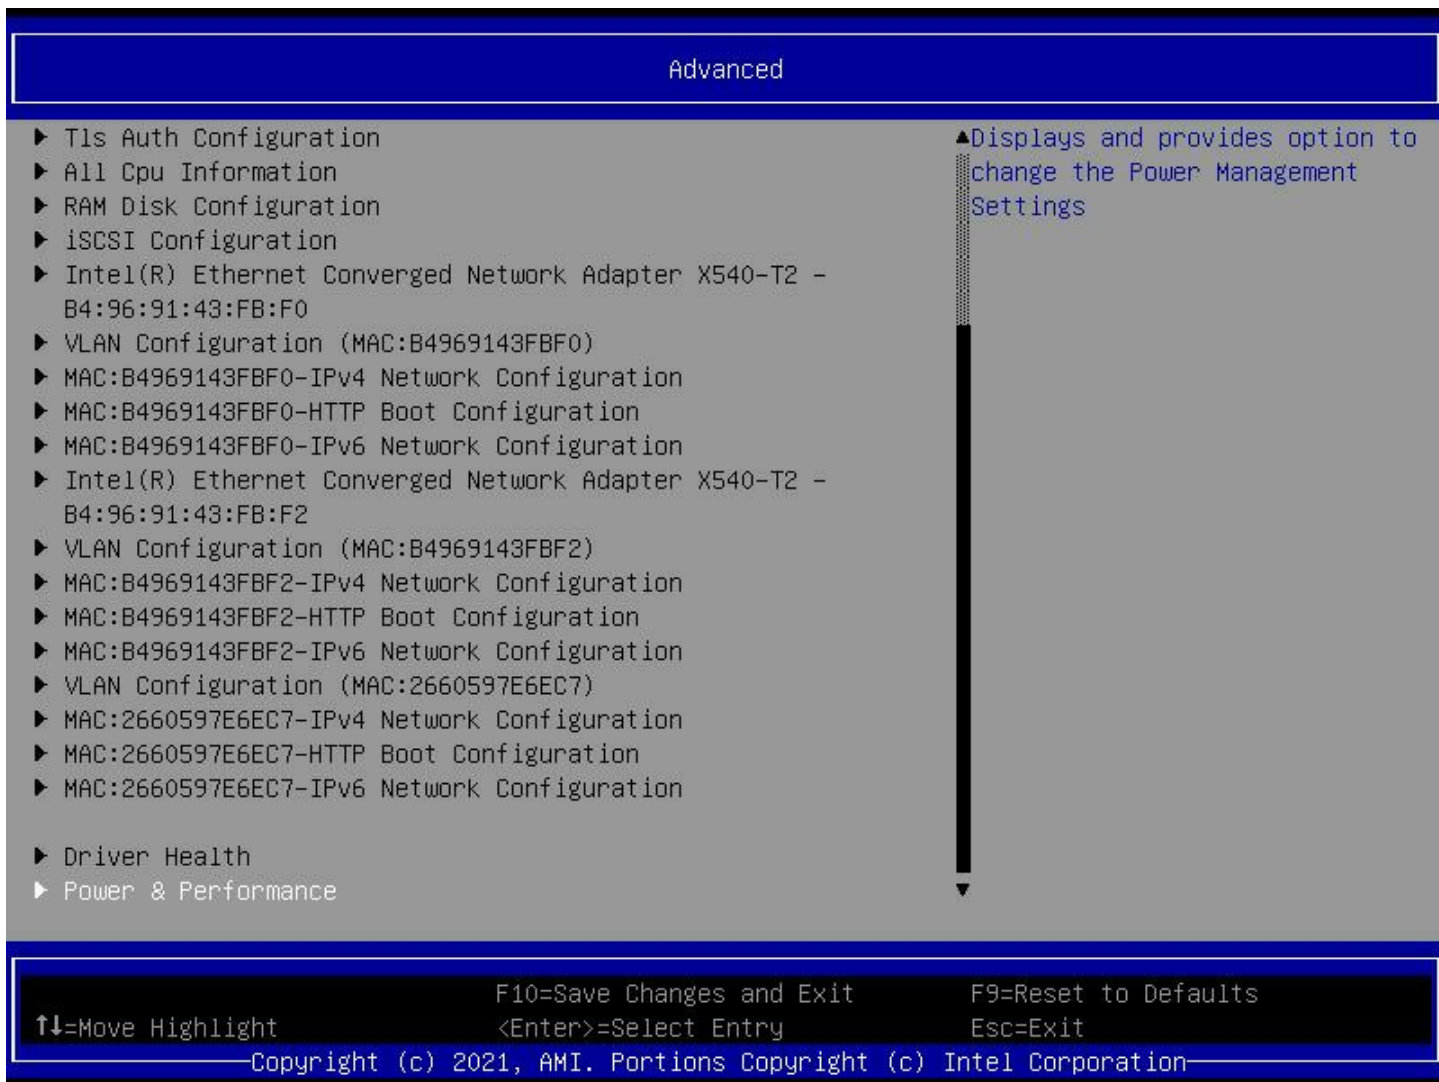 Advanced
Tls Auth Configuration
All Cpu Information
RAM Disk Configuration
iSCSI Configuration
Intel(R) Ethernet Converged Network Adapter X540-T2 -
B4:96:91:43:FB:F0
VLAN Configuration (MAC:B4969143FBF0)
MAC:B4969143FBF0-IPv4 Network Configuration
MAC:B4969143FBF0-HTTP Boot Configuration
MAC:B4969143FBF0-IPv6 Network Configuration
Intel(R) Ethernet Converged Network Adapter X540-T2 -
B4:96:91:43:FB:F2
VLAN Configuration (MAC:B4969143FBF2)
MAC:B4969143FBF2-IPv4 Network Configuration
MAC:B4969143FBF2-HTTP Boot Configuration
MAC:B4969143FBF2-IPv6 Network Configuration
VLAN Configuration (MAC:2660597E6EC7)
MAC:2660597E6EC7-IPv4 Network Configuration
MAC:2660597E6EC7-HTTP Boot Configuration
MAC:2660597E6EC7-IPv6 Network Configuration
Driver Health
Power & Performance
Displays and provides option to
change the Power Management
Settings
F10=Save Changes and Exit F9=Reset to Defaults
↑↓=Move Highlight <Enter>=Select Entry Esc=Exit
Copyright (c) 2021, AMI. Portions Copyright (c) Intel Corporation